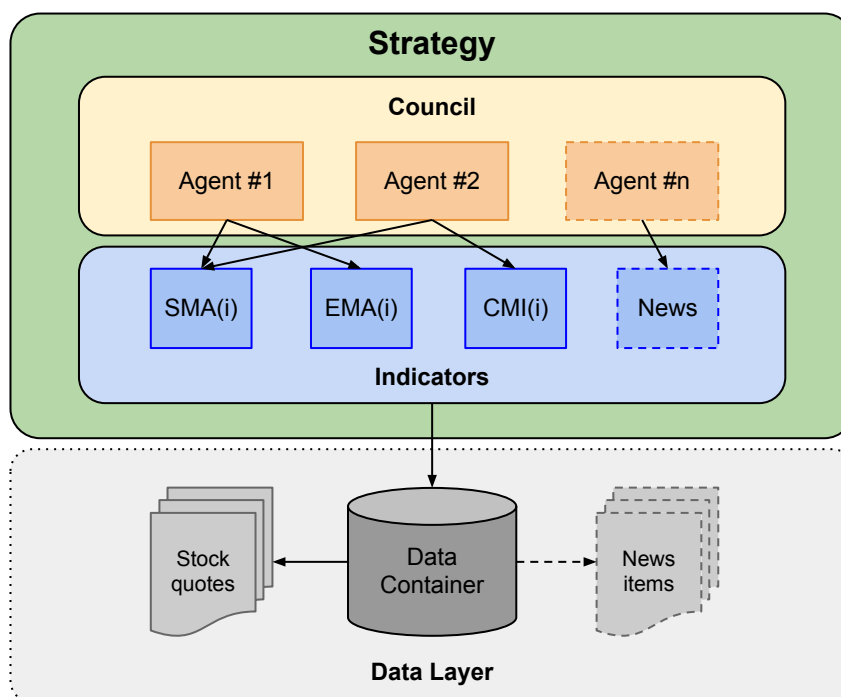 Strategy
Council
Agent #1
Agent #2
Agent #n
SMA(i)
EMA(i)
CMI(i)
News
Indicators
Stock
quotes
Data
Container
News
items
Data Layer